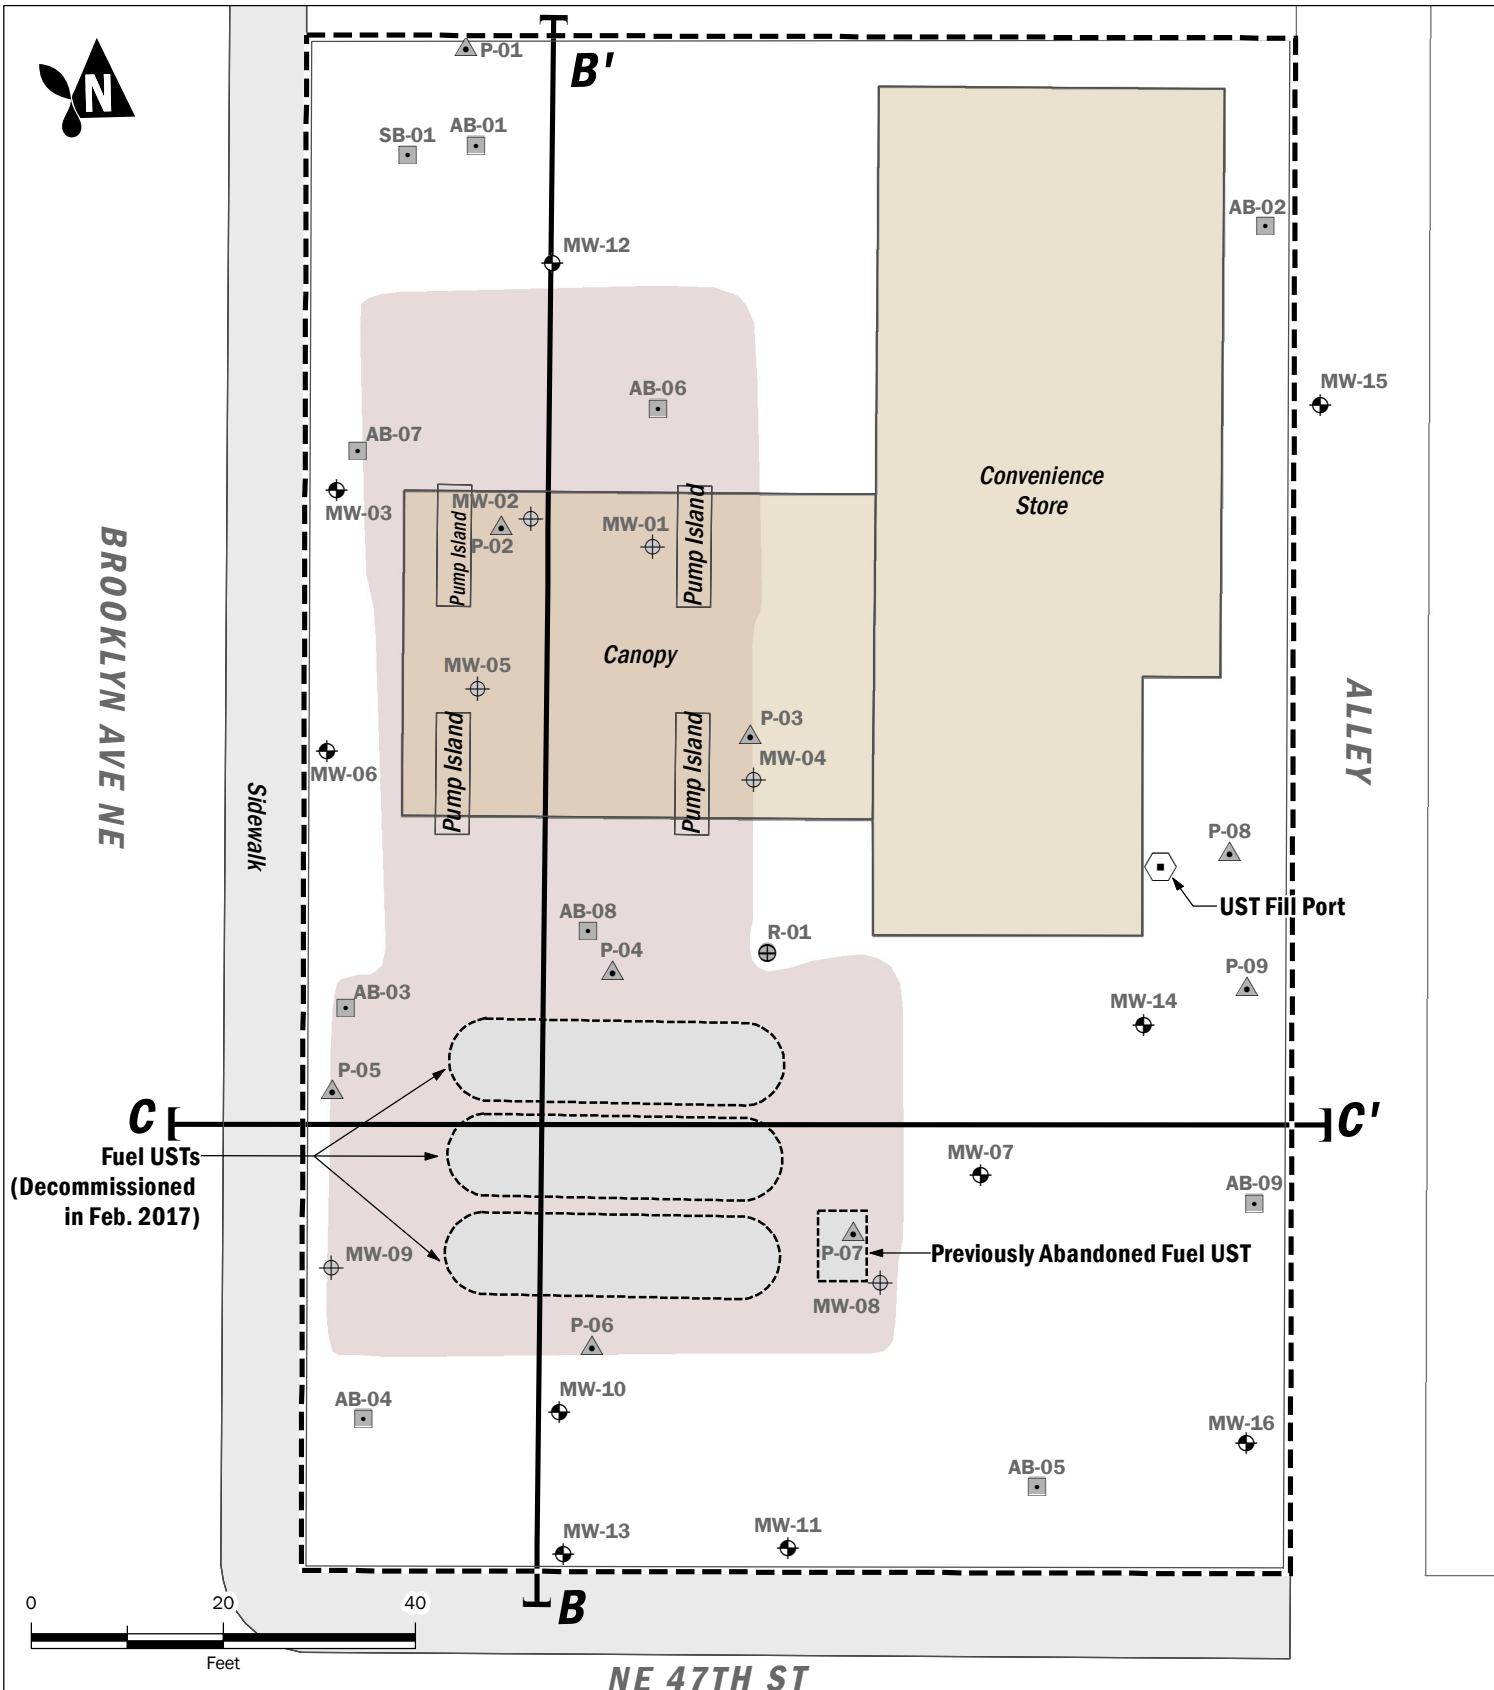 N
P-01
B'
SB-01
AB-01
AB-02
MW-12
MW-15
AB-06
AB-07
MW-03
MW-02
P-02
MW-01
Pump Island
Pump Island
Convenience
Store
Canopy
MW-05
P-03
MW-04
MW-06
Pump Island
Pump Island
BROOKLYN AVE NE
Sidewalk
ALLEY
P-08
UST Fill Port
AB-08
R-01
P-04
P-09
AB-03
MW-14
P-05
C
C'
Fuel USTs
(Decommissioned
in Feb. 2017)
MW-07
AB-09
MW-09
P-07
Previously Abandoned Fuel UST
MW-08
P-06
AB-04
MW-10
MW-16
AB-05
MW-13
MW-11
B
0 20 40
Feet
NE 47TH ST